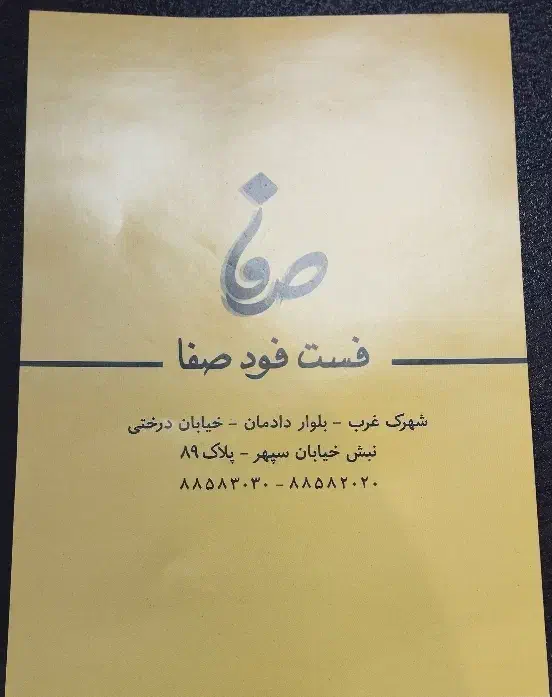 صفا
فست فود صفا
شهرک غرب - بلوار دادمان - خیابان درختی
نبش خیابان سپهر - پلاک ۸۹
۸۸۵۸۲۰۲۰ - ۸۸۵۸۳۰۳۰